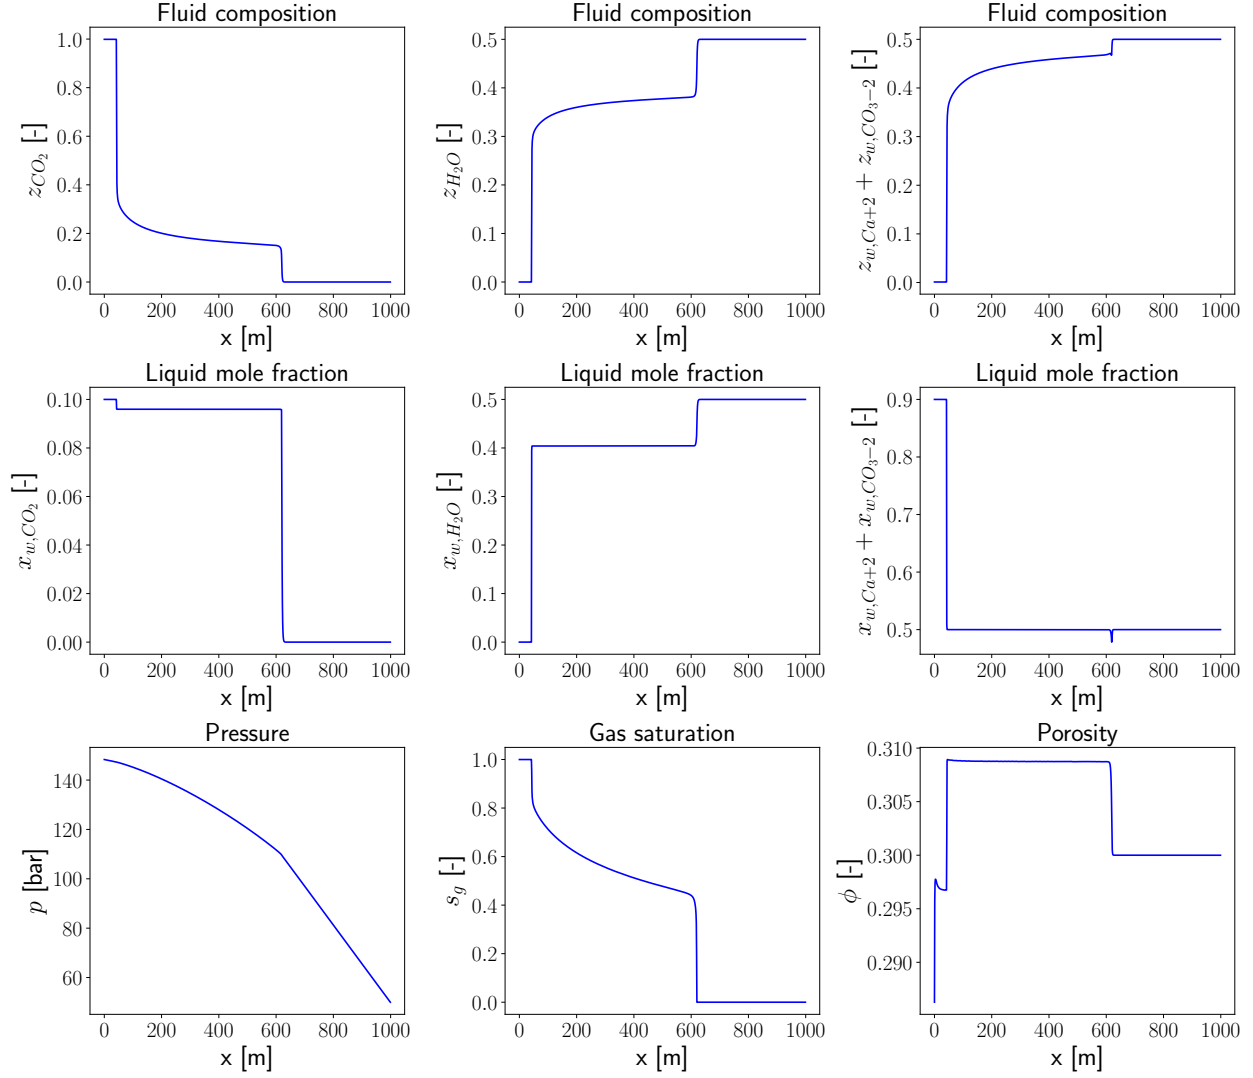 Fluid composition
Fluid composition
Fluid composition
z_{CO_2} [-]
1.0
0.8
0.6
0.4
0.2
0.0
0 200 400 600 800 1000
x [m]
z_{H_2O} [-]
0.5
0.4
0.3
0.2
0.1
0.0
0 200 400 600 800 1000
x [m]
z_{w,Ca+2} + z_{w,CO_3-2} [-]
0.5
0.4
0.3
0.2
0.1
0.0
0 200 400 600 800 1000
x [m]
Liquid mole fraction
Liquid mole fraction
Liquid mole fraction
x_{w,CO_2} [-]
0.10
0.08
0.06
0.04
0.02
0.00
0 200 400 600 800 1000
x [m]
x_{w,H_2O} [-]
0.5
0.4
0.3
0.2
0.1
0.0
0 200 400 600 800 1000
x [m]
x_{w,Ca+2} + x_{w,CO_3-2} [-]
0.9
0.8
0.7
0.6
0.5
0 200 400 600 800 1000
x [m]
Pressure
Gas saturation
Porosity
p [bar]
140
120
100
80
60
0 200 400 600 800 1000
x [m]
s_g [-]
1.0
0.8
0.6
0.4
0.2
0.0
0 200 400 600 800 1000
x [m]
ϕ [-]
0.310
0.305
0.300
0.295
0.290
0 200 400 600 800 1000
x [m]